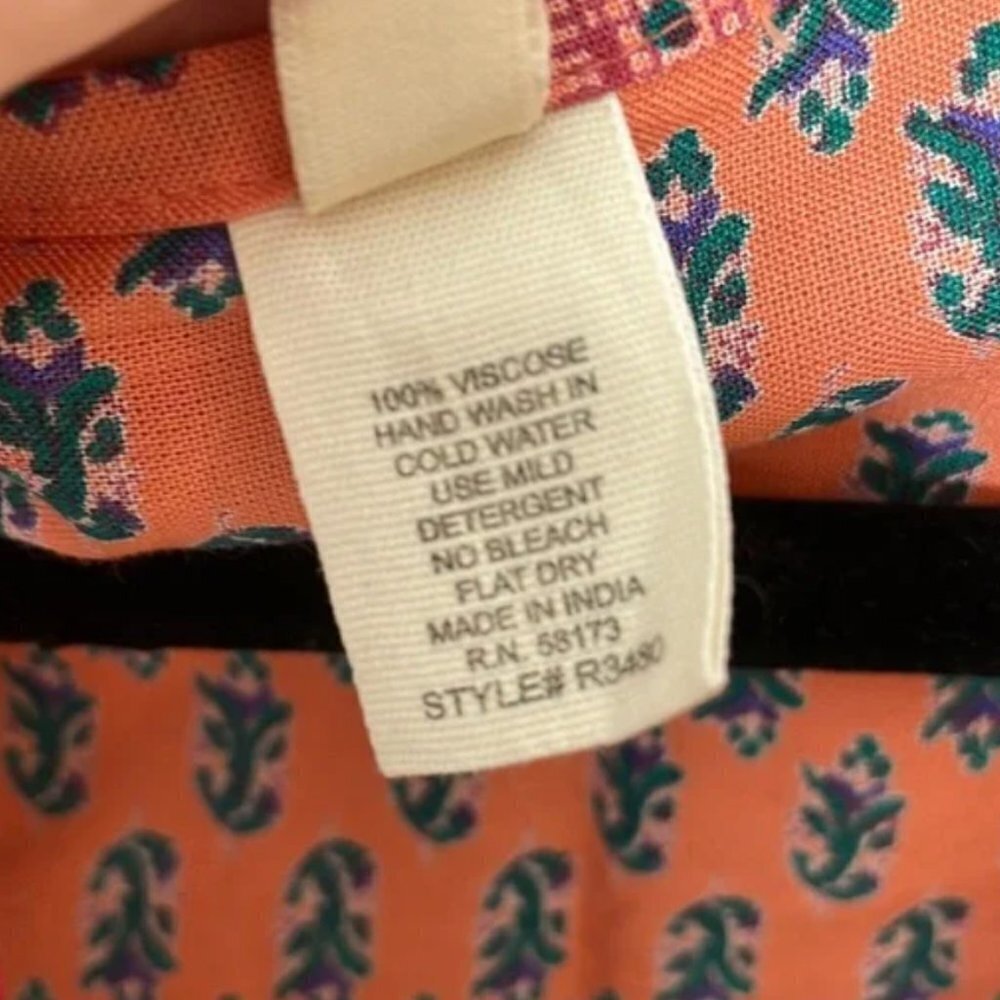 100% VISCOSE
HAND WASH IN
COLD WATER
USE MILD
DETERGENT
NO BLEACH
FLAT DRY
MADE IN INDIA
R.N. 58173
STYLE# R3480